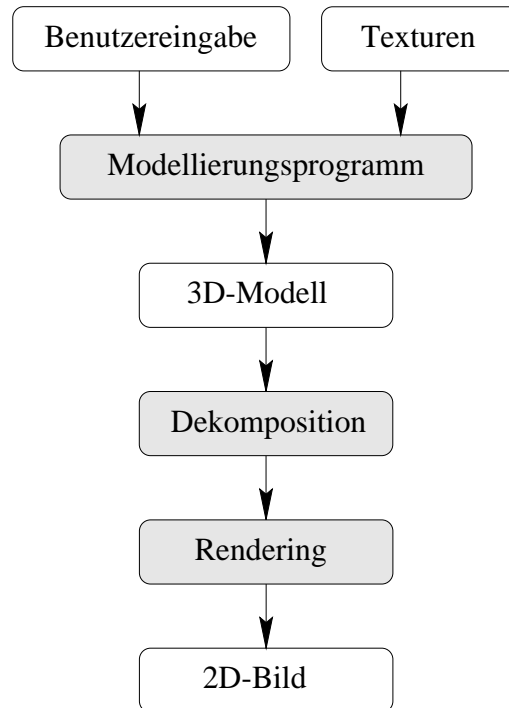 Benutzereingabe
Texturen
Modellierungsprogramm
3D-Modell
Dekomposition
Rendering
2D-Bild